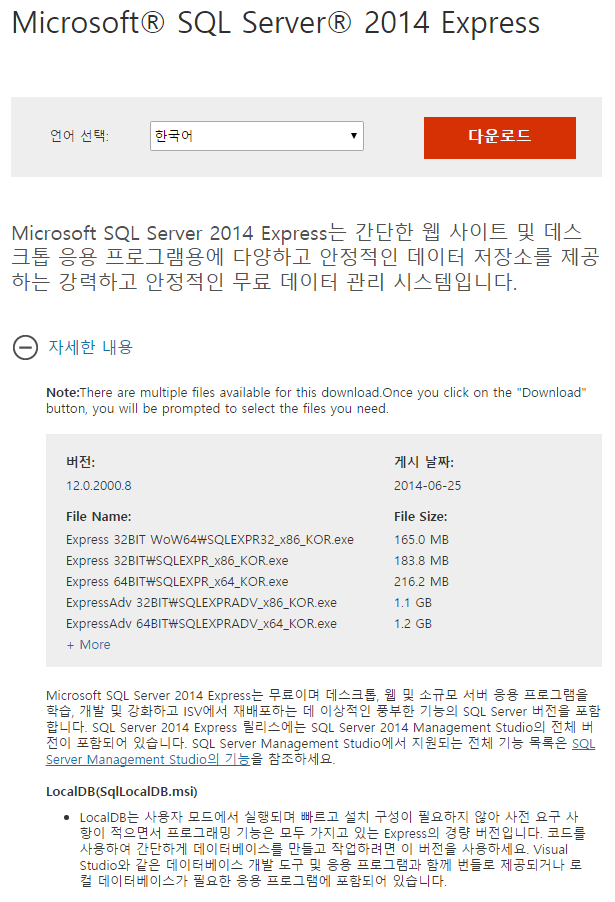 Microsoft® SQL Server® 2014 Express
언어 선택: 한국어 다운로드
Microsoft SQL Server 2014 Express는 간단한 웹 사이트 및 데스
크톱 응용 프로그램용에 다양하고 안정적인 데이터 저장소를 제공
하는 강력하고 안정적인 무료 데이터 관리 시스템입니다.
자세한 내용
Note:There are multiple files available for this download.Once you click on the "Download"
button, you will be prompted to select the files you need.
버전: 게시 날짜:
12.0.2000.8 2014-06-25
File Name: File Size:
Express 32BIT WoW64₩SQLEXPR32_x86_KOR.exe 165.0 MB
Express 32BIT₩SQLEXPR_x86_KOR.exe 183.8 MB
Express 64BIT₩SQLEXPR_x64_KOR.exe 216.2 MB
ExpressAdv 32BIT₩SQLEXPRADV_x86_KOR.exe 1.1 GB
ExpressAdv 64BIT₩SQLEXPRADV_x64_KOR.exe 1.2 GB
+ More
Microsoft SQL Server 2014 Express는 무료이며 데스크톱, 웹 및 소규모 서버 응용 프로그램을
학습, 개발 및 강화하고 ISV에서 재배포하는 데 이상적인 풍부한 기능의 SQL Server 버전을 포함
합니다. SQL Server 2014 Express 릴리스에는 SQL Server 2014 Management Studio의 전체 버
전이 포함되어 있습니다. SQL Server Management Studio에서 지원되는 전체 기능 목록은 SQL
Server Management Studio의 기능을 참조하세요.
LocalDB(SqlLocalDB.msi)
• LocalDB는 사용자 모드에서 실행되며 빠르고 설치 구성이 필요하지 않아 사전 요구 사
항이 적으면서 프로그래밍 기능은 모두 가지고 있는 Express의 경량 버전입니다. 코드를
사용하여 간단하게 데이터베이스를 만들고 작업하려면 이 버전을 사용하세요. Visual
Studio와 같은 데이터베이스 개발 도구 및 응용 프로그램과 함께 번들로 제공되거나 로
컬 데이터베이스가 필요한 응용 프로그램에 포함되어 있습니다.